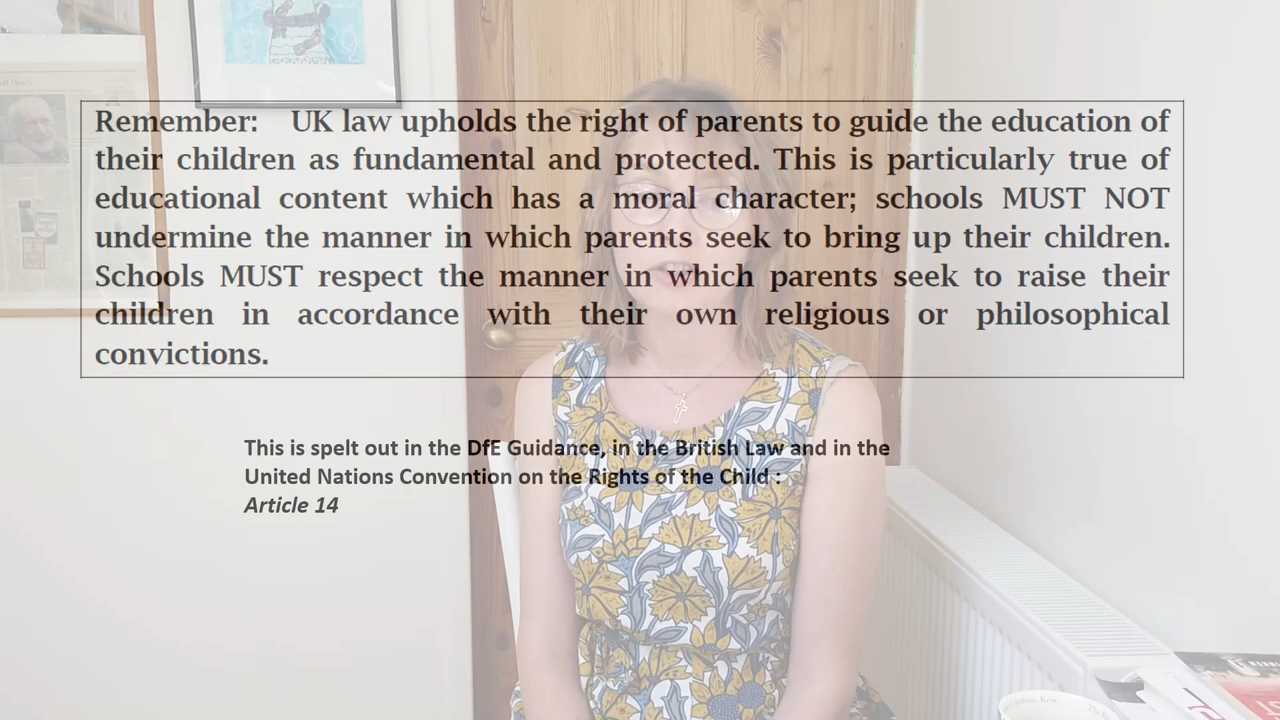 Remember: UK law upholds the right of parents to guide the education of
their children as fundamental and protected. This is particularly true of
educational content which has a moral character; schools MUST NOT
undermine the manner in which parents seek to bring up their children.
Schools MUST respect the manner in which parents seek to raise their
children in accordance with their own religious or philosophical
convictions.
This is spelt out in the DfE Guidance, in the British Law and in the
United Nations Convention on the Rights of the Child :
Article 14